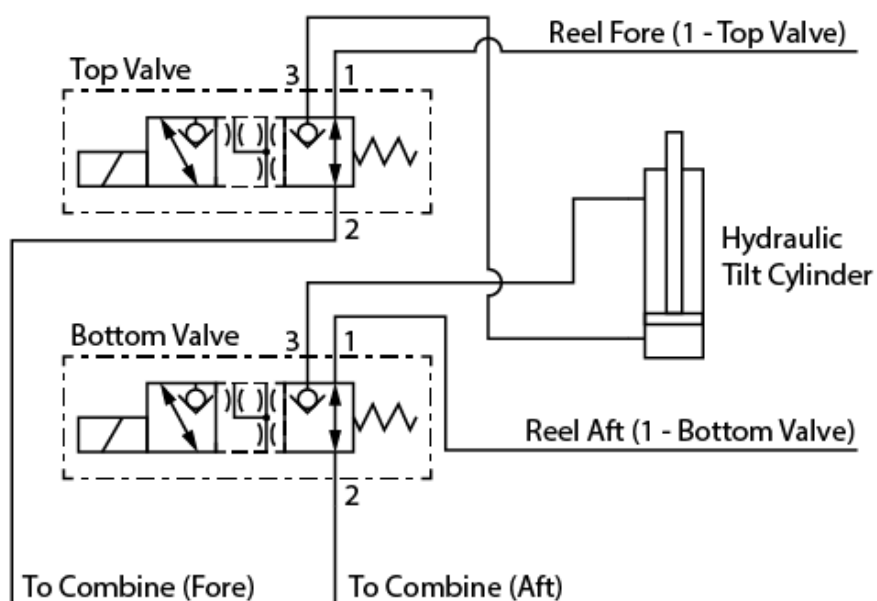 Reel Fore (1 - Top Valve)
Top Valve
3 1
2
Hydraulic
Tilt Cylinder
Bottom Valve
3 1
Reel Aft (1 - Bottom Valve)
2
To Combine (Fore)
To Combine (Aft)